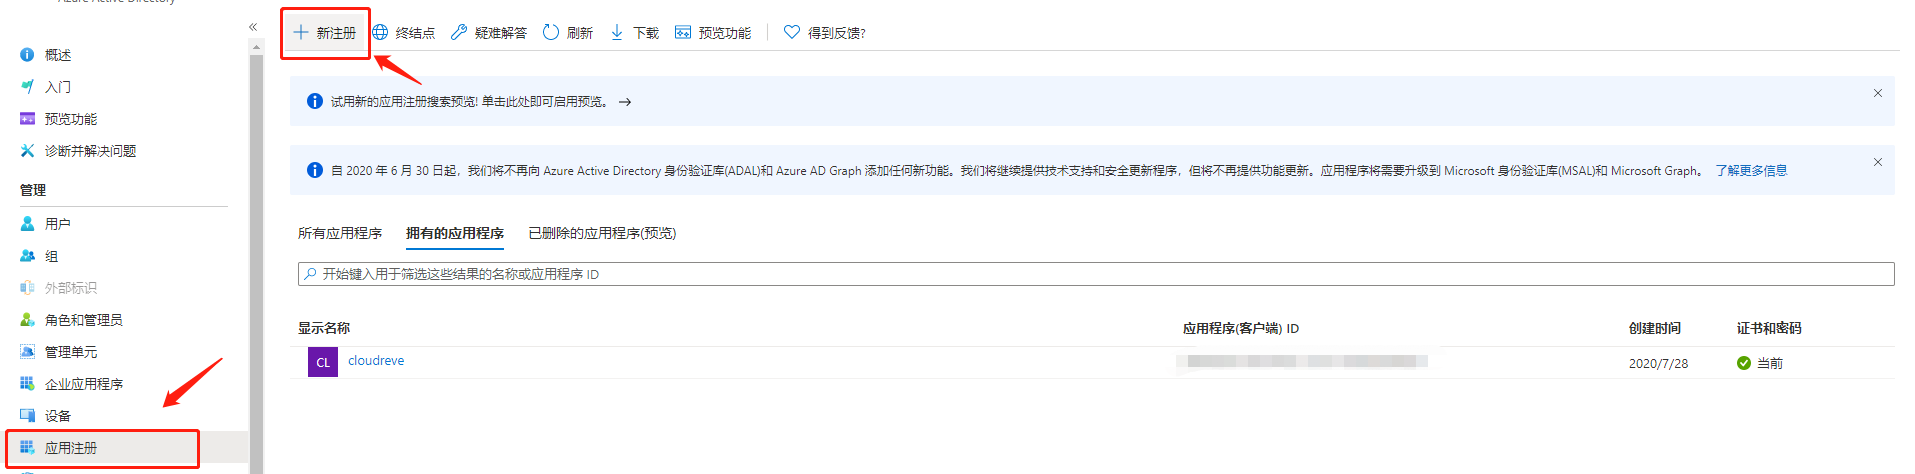 Azure Active Directory
«
概述
入门
预览功能
诊断并解决问题
管理
用户
组
外部标识
角色和管理员
管理单元
企业应用程序
设备
应用注册
新注册 终结点 疑难解答 刷新 下载 预览功能 得到反馈?
试用新的应用注册搜索预览! 单击此处即可启用预览。 →
自 2020 年 6 月 30 日起，我们将不再向 Azure Active Directory 身份验证库(ADAL)和 Azure AD Graph 添加任何新功能。我们将继续提供技术支持和安全更新程序，但将不再提供功能更新。应用程序将需要升级到 Microsoft 身份验证库(MSAL)和 Microsoft Graph。 了解更多信息
所有应用程序 拥有的应用程序 已删除的应用程序(预览)
开始键入用于筛选这些结果的名称或应用程序 ID
显示名称 应用程序(客户端) ID 创建时间 证书和密码
CL cloudreve 2020/7/28 当前